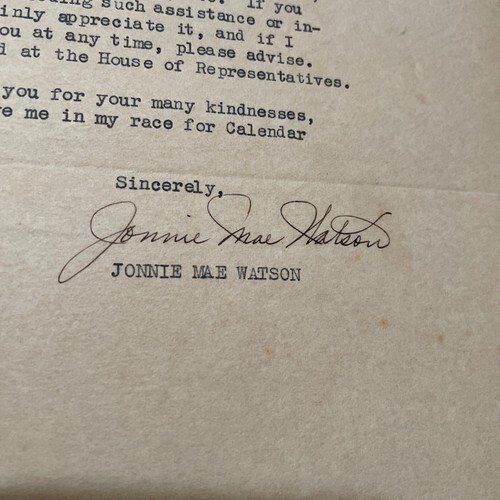 such assistance or in-
inly appreciate it, and if I
ou at any time, please advise.
d at the House of Representatives.
you for your many kindnesses,
e me in my race for Calendar
Sincerely,
Jonnie Mae Watson
JONNIE MAE WATSON